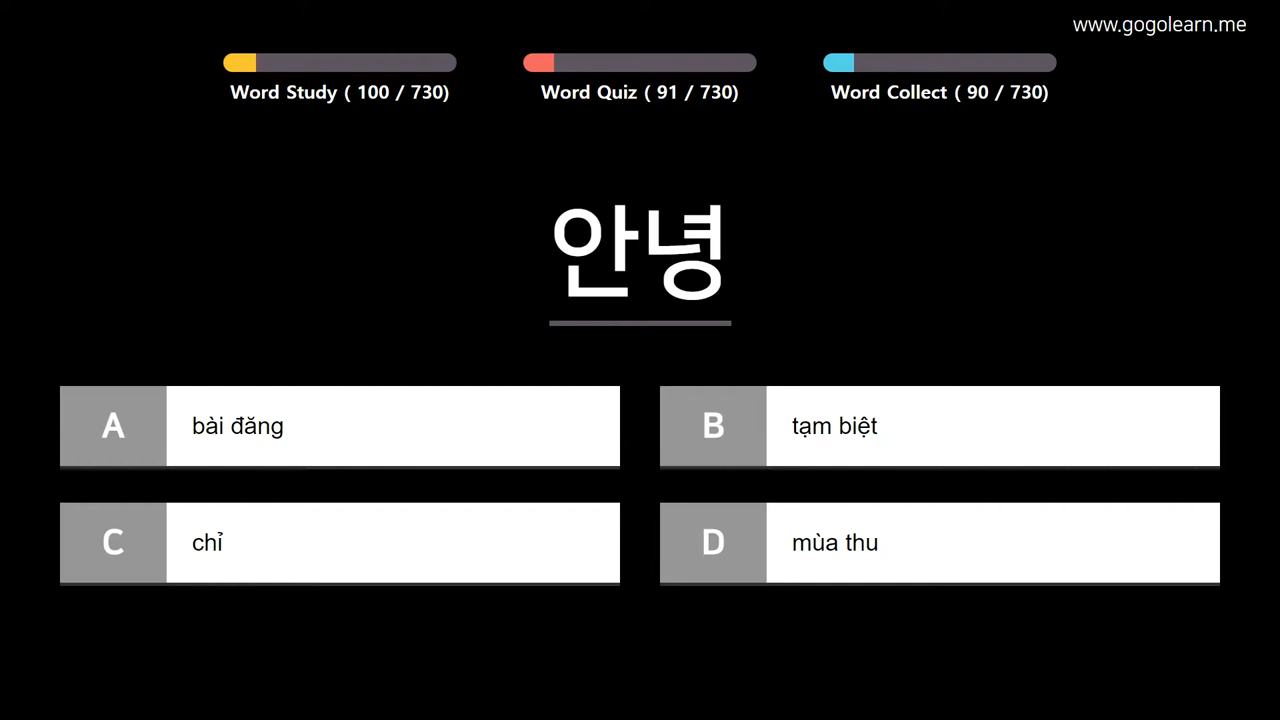 www.gogolearn.me
Word Study ( 100 / 730)
Word Quiz ( 91 / 730)
Word Collect ( 90 / 730)
안녕
A bài đăng
B tạm biệt
C chỉ
D mùa thu